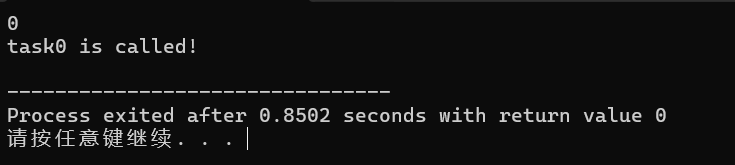 0
task0 is called!
--------------------------------
Process exited after 0.8502 seconds with return value 0
请按任意键继续. . .